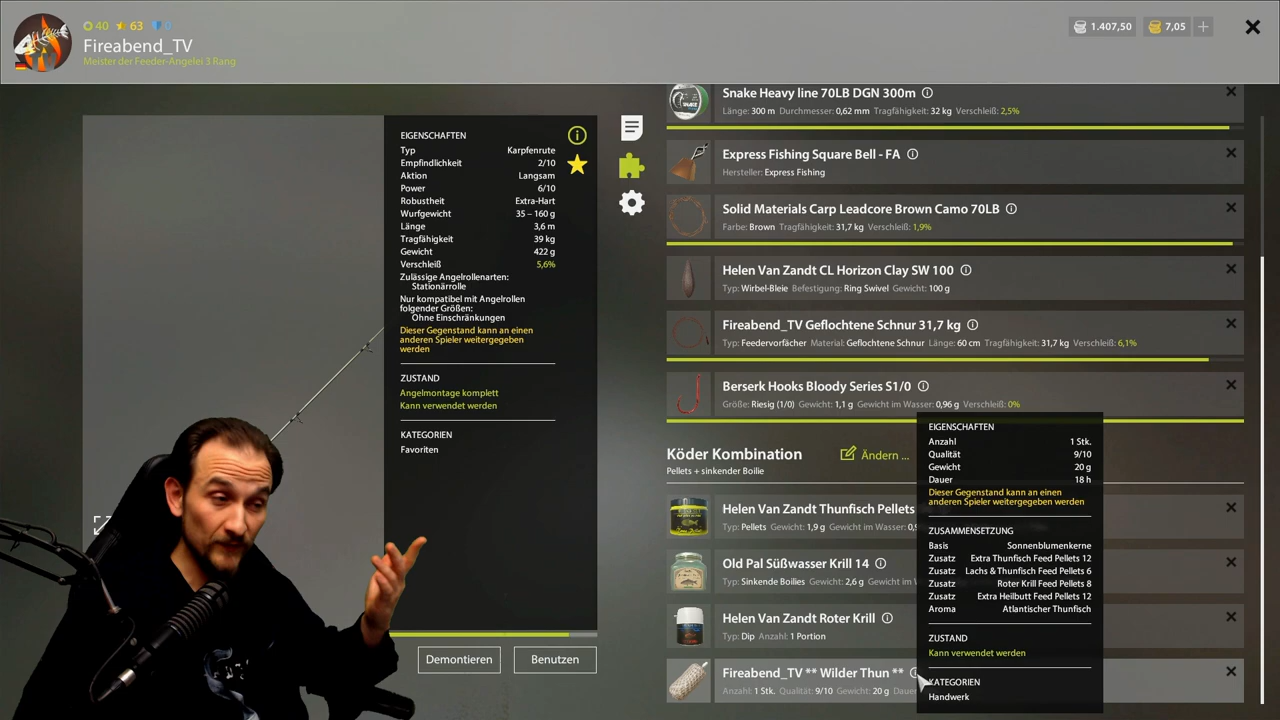 40 63 0
Fireabend_TV
Meister der Feeder-Angelei 3 Rang
1.407,50 7,05 +
EIGENSCHAFTEN
Typ Karpfenrute
Empfindlichkeit 2/10
Aktion Langsam
Power 6/10
Robustheit Extra-Hart
Wurfgewicht 35 – 160 g
Länge 3,6 m
Tragfähigkeit 39 kg
Gewicht 422 g
Verschleiß 5,6%
Zulässige Angelrollenarten:
Stationärrolle
Nur kompatibel mit Angelrollen
folgender Größen:
Ohne Einschränkungen
Dieser Gegenstand kann an einen
anderen Spieler weitergegeben
werden
ZUSTAND
Angelmontage komplett
Kann verwendet werden
KATEGORIEN
Favoriten
Demontieren Benutzen
Snake Heavy line 70LB DGN 300m
Länge: 300 m Durchmesser: 0,62 mm Tragfähigkeit: 32 kg Verschleiß: 2,5%
Express Fishing Square Bell - FA
Hersteller: Express Fishing
Solid Materials Carp Leadcore Brown Camo 70LB
Farbe: Brown Tragfähigkeit: 31,7 kg Verschleiß: 1,9%
Helen Van Zandt CL Horizon Clay SW 100
Typ: Wirbel-Bleie Befestigung: Ring Swivel Gewicht: 100 g
Fireabend_TV Geflochtene Schnur 31,7 kg
Typ: Feedervorfächer Material: Geflochtene Schnur Länge: 60 cm Tragfähigkeit: 31,7 kg Verschleiß: 6,1%
Berserk Hooks Bloody Series S1/0
Größe: Riesig (1/0) Gewicht: 1,1 g Gewicht im Wasser: 0,96 g Verschleiß: 0%
Köder Kombination Ändern ...
Pellets + sinkender Boilie
Helen Van Zandt Thunfisch Pellets
Typ: Pellets Gewicht: 1,9 g Gewicht im Wasser: 0,9
Old Pal Süßwasser Krill 14
Typ: Sinkende Boilies Gewicht: 2,6 g Gewicht im W
Helen Van Zandt Roter Krill
Typ: Dip Anzahl: 1 Portion
Fireabend_TV ** Wilder Thun **
Anzahl: 1 Stk. Qualität: 9/10 Gewicht: 20 g Daue
EIGENSCHAFTEN
Anzahl 1 Stk.
Qualität 9/10
Gewicht 20 g
Dauer 18 h
Dieser Gegenstand kann an einen
anderen Spieler weitergegeben werden
ZUSAMMENSETZUNG
Basis Sonnenblumenkerne
Zusatz Extra Thunfisch Feed Pellets 12
Zusatz Lachs & Thunfisch Feed Pellets 6
Zusatz Roter Krill Feed Pellets 8
Zusatz Extra Heilbutt Feed Pellets 12
Aroma Atlantischer Thunfisch
ZUSTAND
Kann verwendet werden
KATEGORIEN
Handwerk